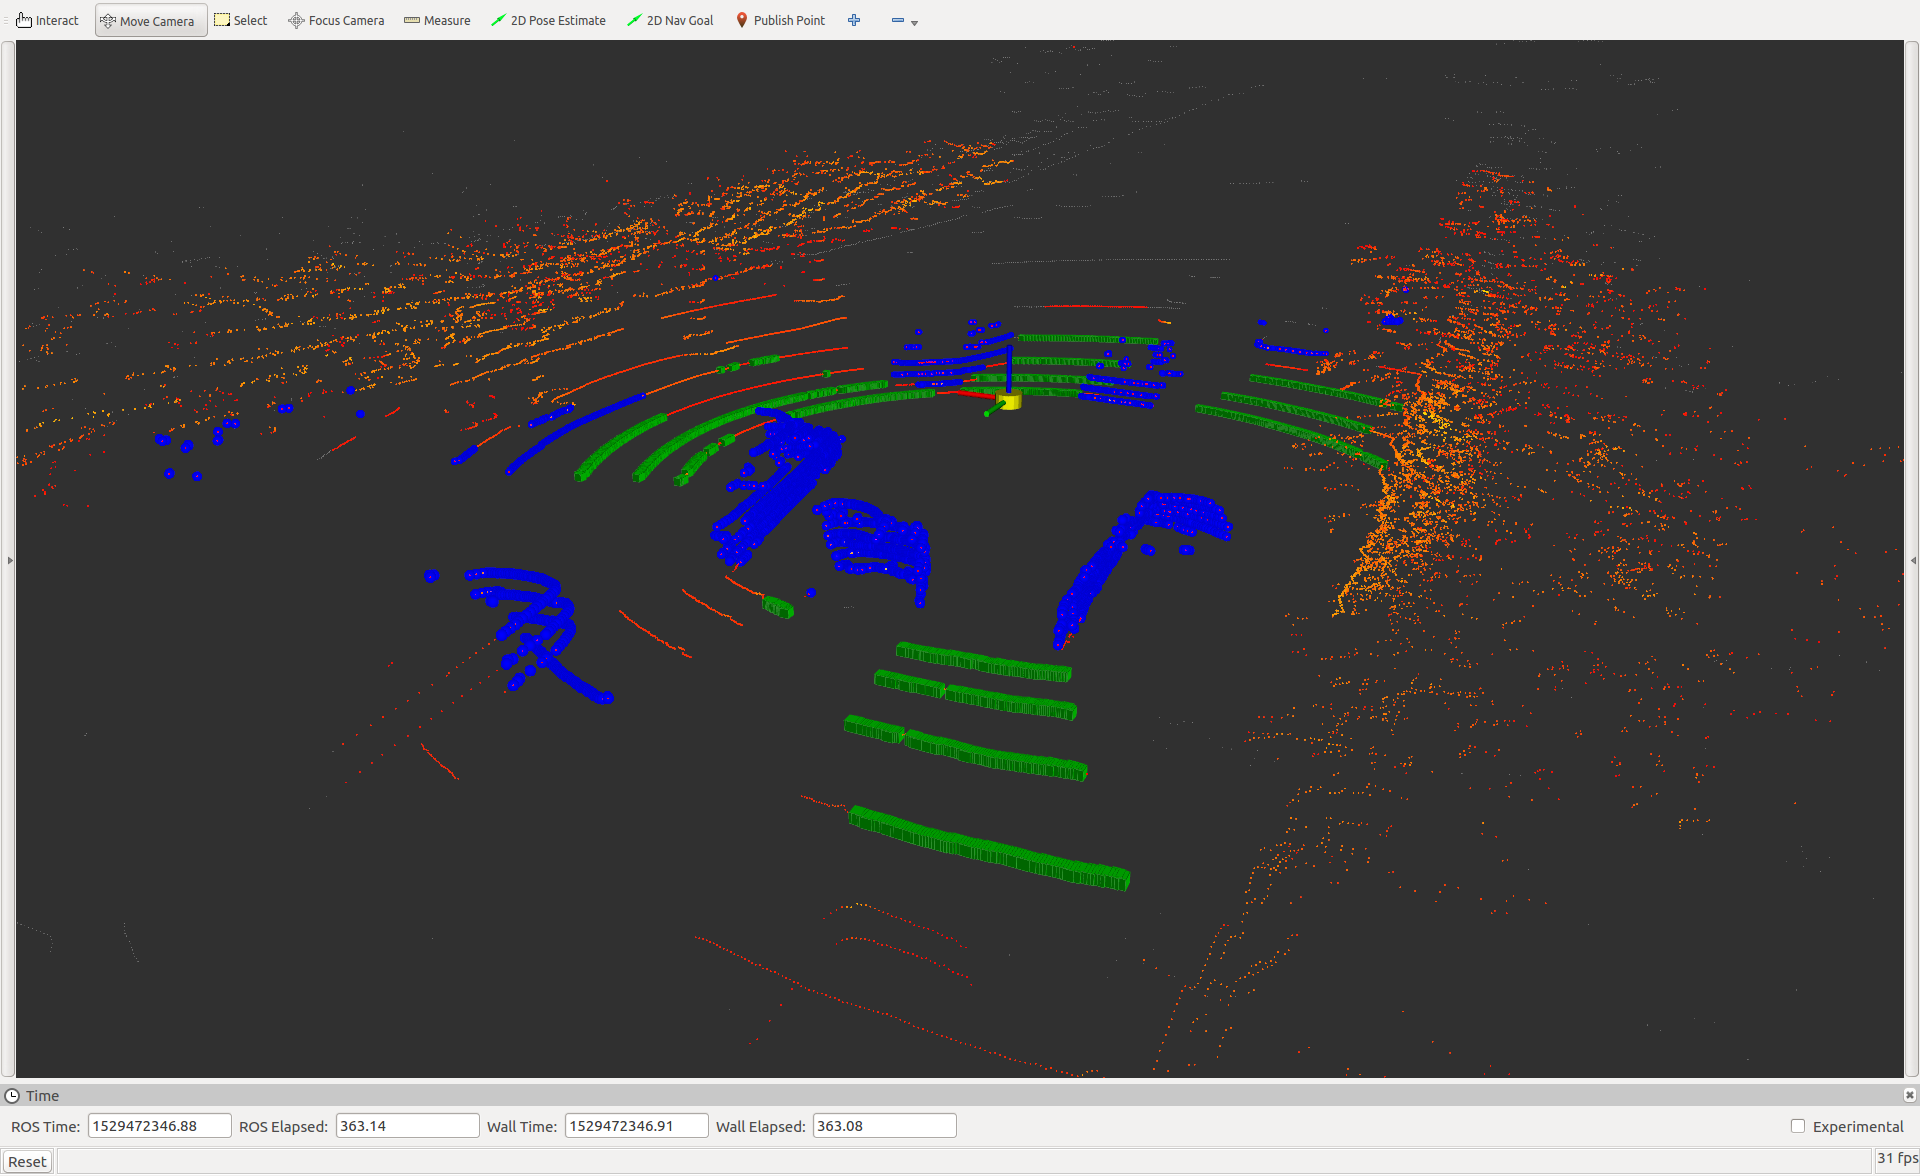 Interact Move Camera Select Focus Camera Measure 2D Pose Estimate 2D Nav Goal Publish Point
Time
ROS Time: 1529472346.88 ROS Elapsed: 363.14 Wall Time: 1529472346.91 Wall Elapsed: 363.08 Experimental
Reset 31 fps